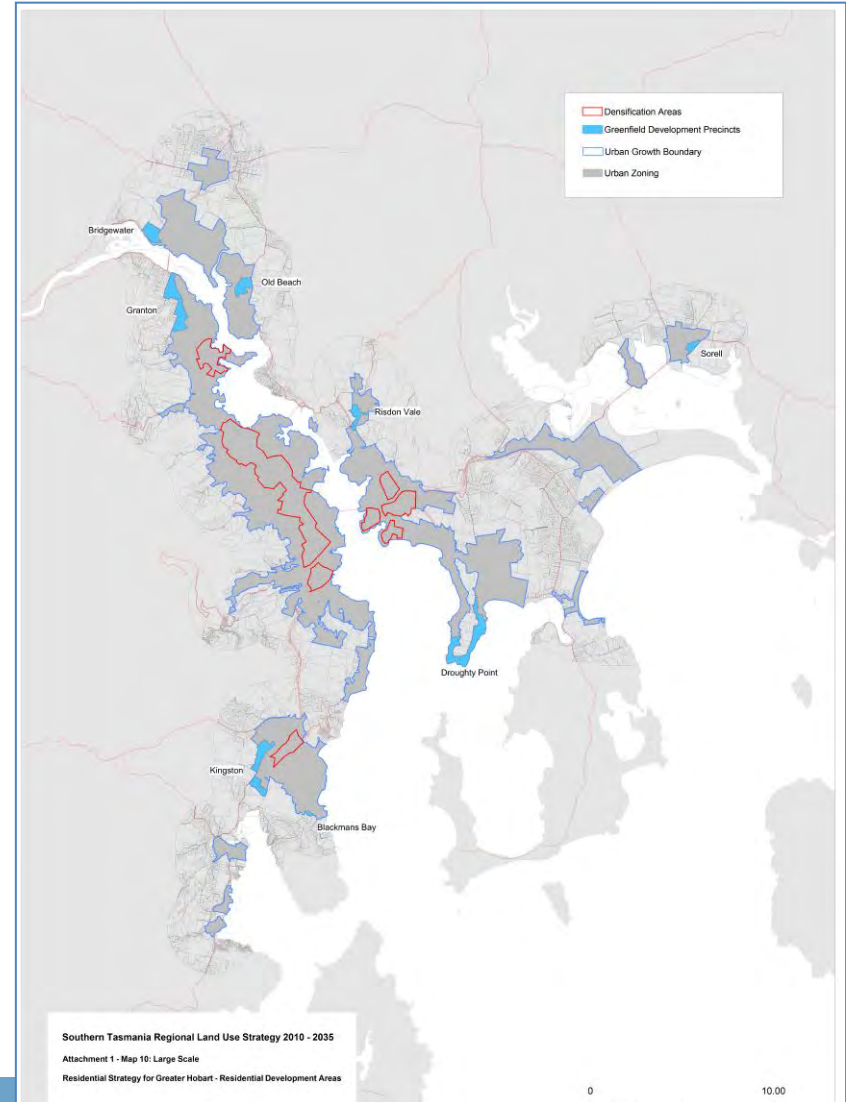 Densification Areas
Greenfield Development Precincts
Urban Growth Boundary
Urban Zoning
Bridgewater
Old Beach
Granton
Sorell
Risdon Vale
Droughty Point
Kingston
Blackmans Bay
Southern Tasmania Regional Land Use Strategy 2010 - 2035
Attachment 1 - Map 10: Large Scale
Residential Strategy for Greater Hobart - Residential Development Areas
0 10.00